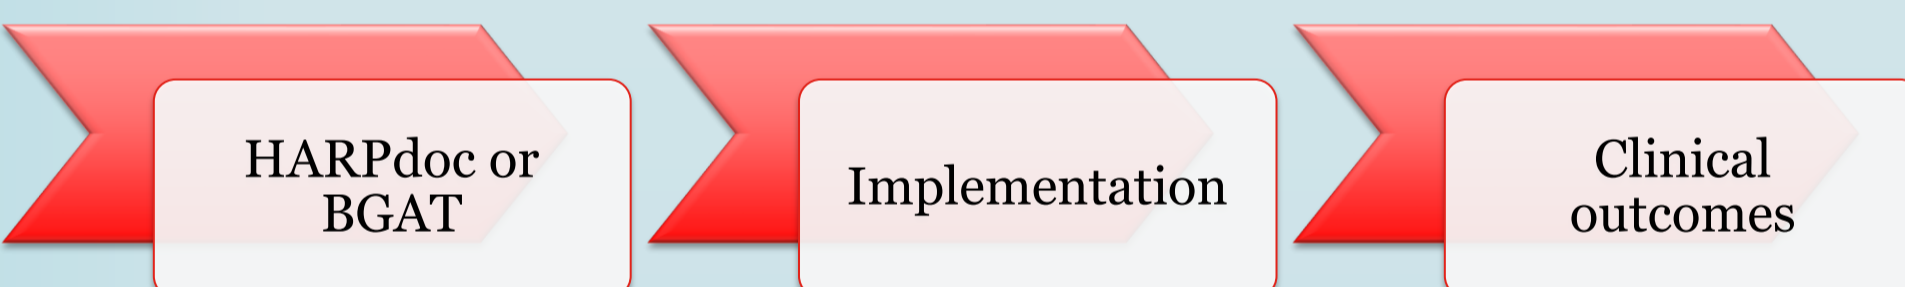 HARPdoc or
BGAT
Implementation
Clinical
outcomes